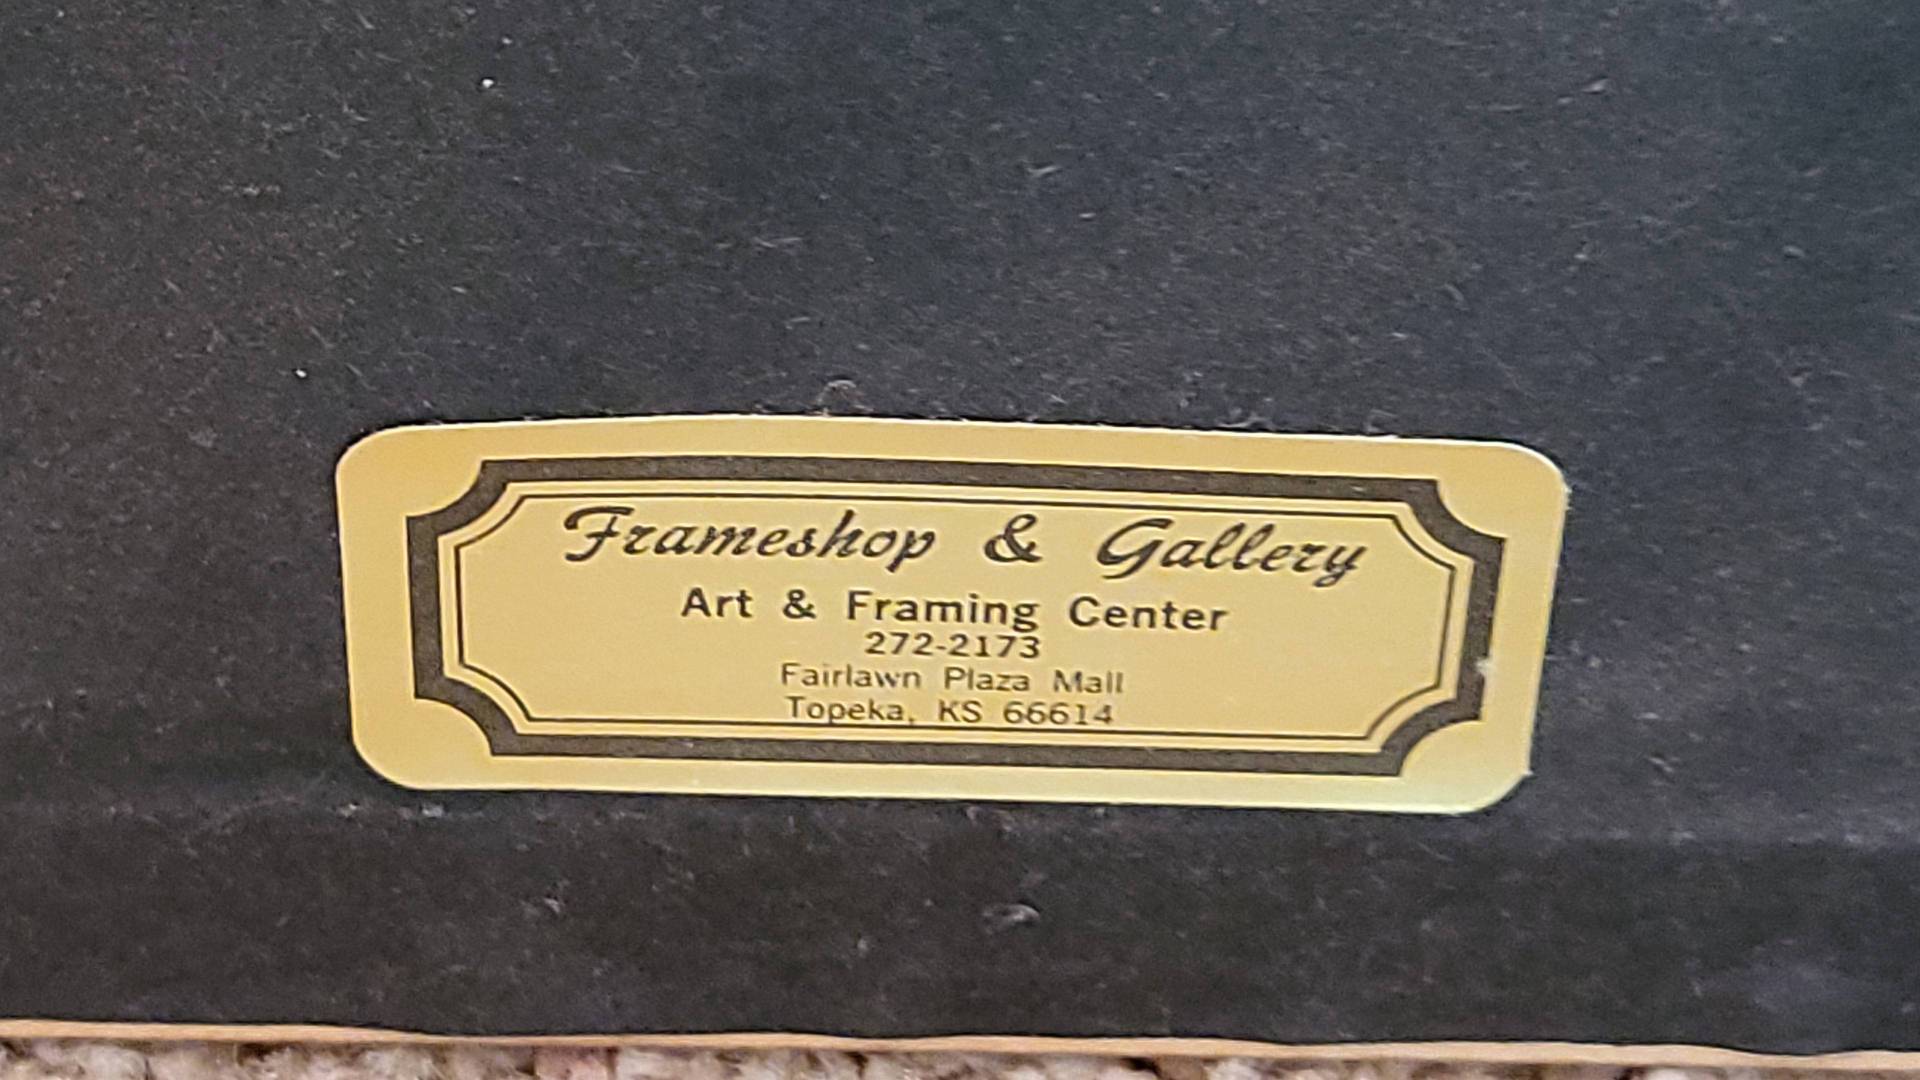 Frameshop & Gallery
Art & Framing Center
272-2173
Fairlawn Plaza Mall
Topeka, KS 66614